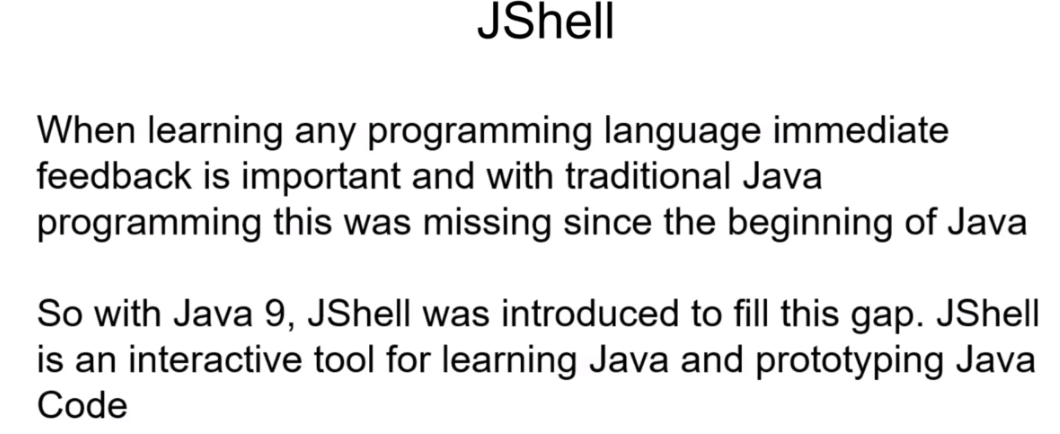 JShell
When learning any programming language immediate
feedback is important and with traditional Java
programming this was missing since the beginning of Java
So with Java 9, JShell was introduced to fill this gap. JShell
is an interactive tool for learning Java and prototyping Java
Code